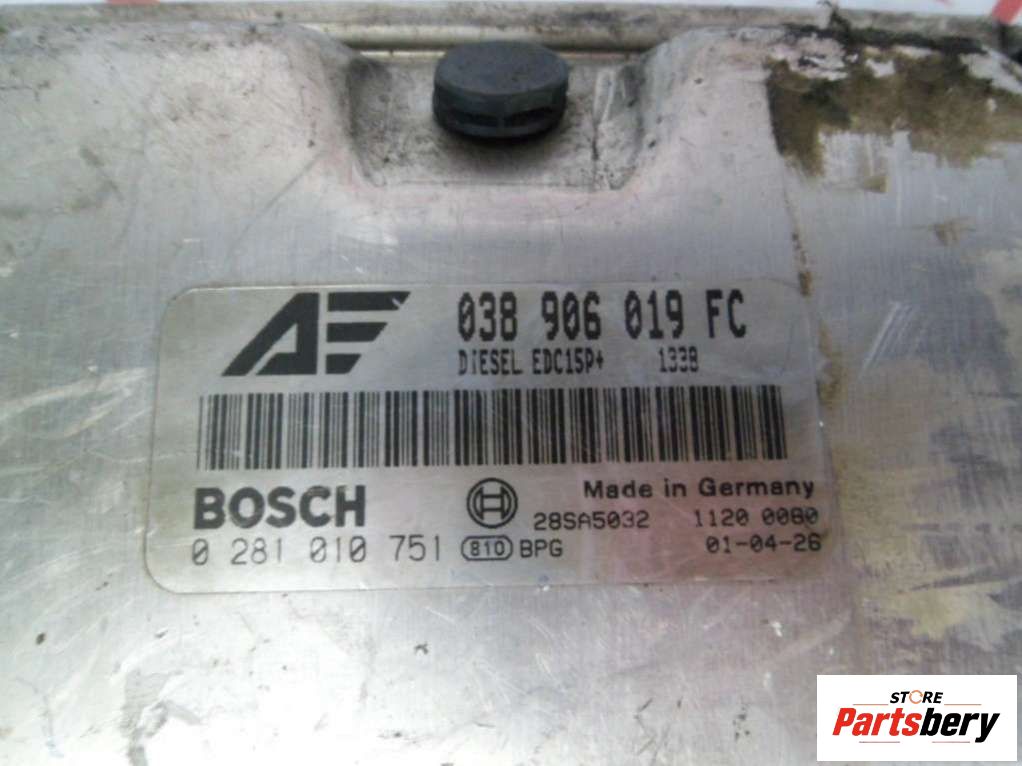 AF 038 906 019 FC
DIESEL EDC15P+ 1338
BOSCH Made in Germany
28SA5032 1120 0080
0 281 010 751 810 BPG 01-04-26
STORE
Partsbery